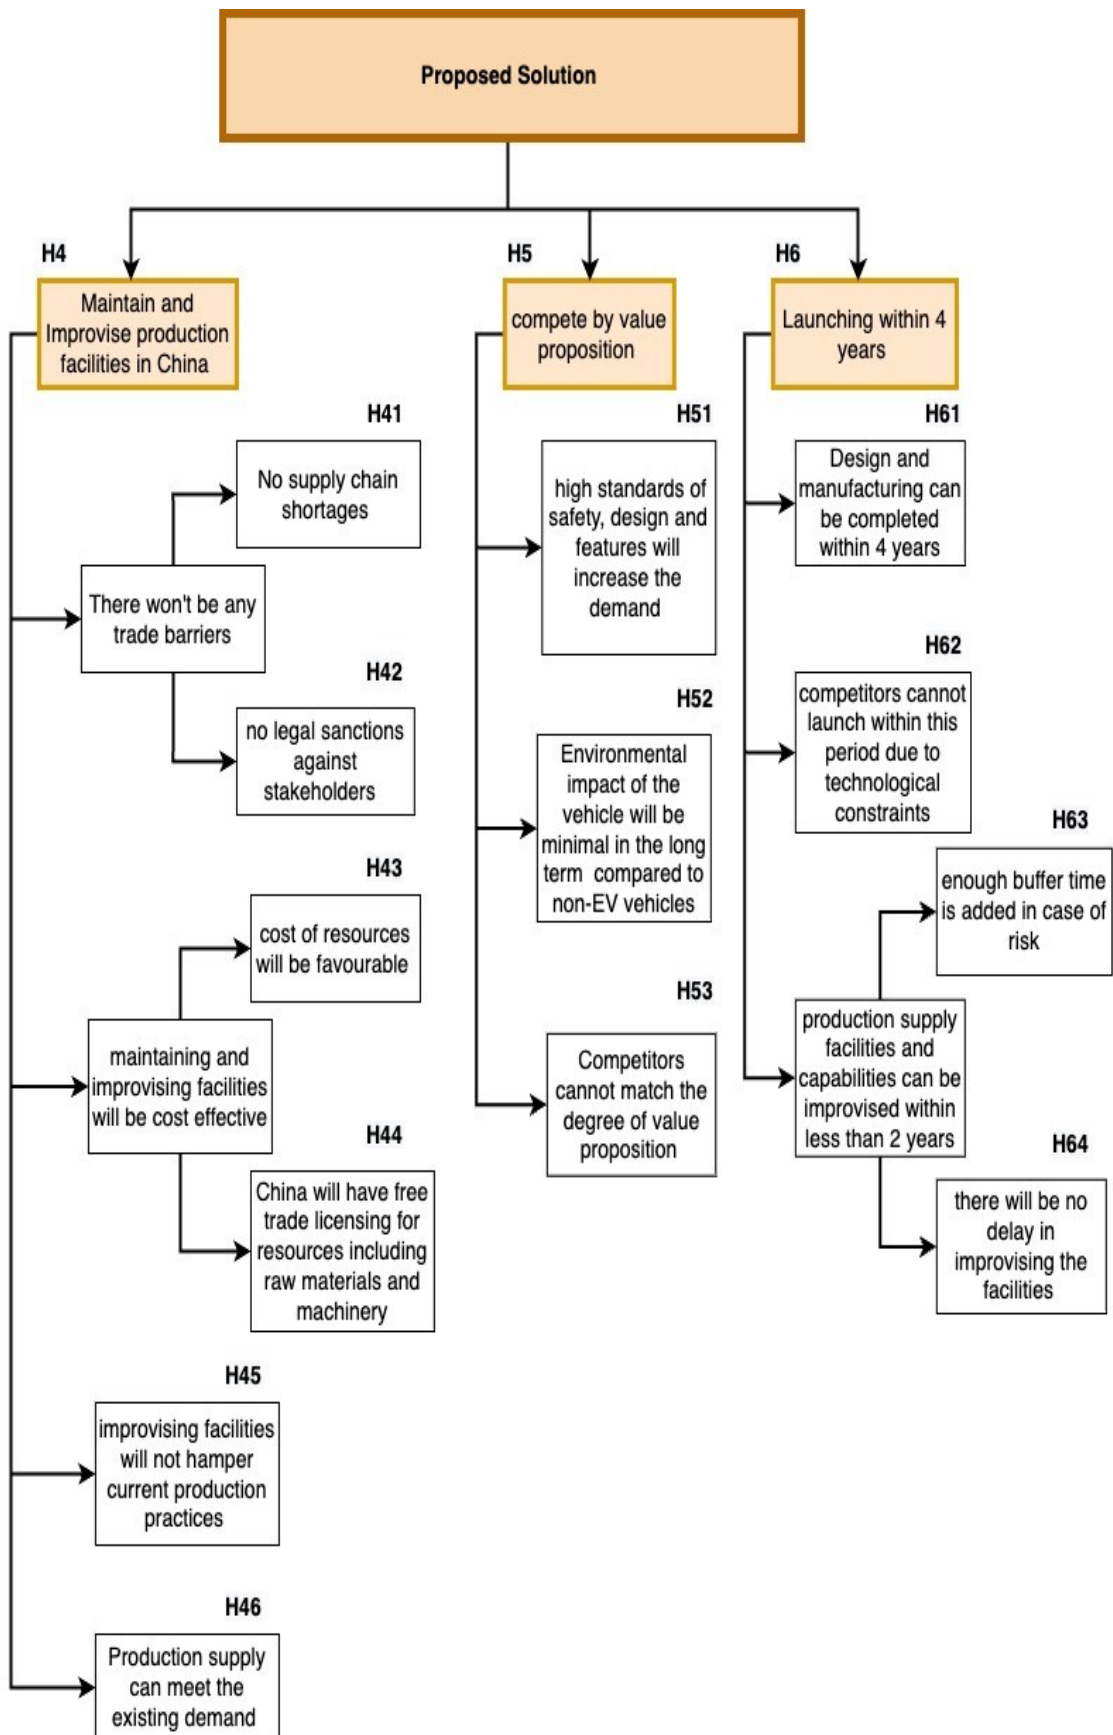 Proposed Solution
H4
Maintain and
Improvise production
facilities in China
H5
compete by value
proposition
H6
Launching within 4
years
H41
No supply chain
shortages
There won't be any
trade barriers
H42
no legal sanctions
against
stakeholders
H43
cost of resources
will be favourable
maintaining and
improvising facilities
will be cost effective
H44
China will have free
trade licensing for
resources including
raw materials and
machinery
H45
improvising facilities
will not hamper
current production
practices
H46
Production supply
can meet the
existing demand
H51
high standards of
safety, design and
features will
increase the
demand
H52
Environmental
impact of the
vehicle will be
minimal in the long
term compared to
non-EV vehicles
H53
Competitors
cannot match the
degree of value
proposition
H61
Design and
manufacturing can
be completed
within 4 years
H62
competitors cannot
launch within this
period due to
technological
constraints
H63
enough buffer time
is added in case of
risk
production supply
facilities and
capabilities can be
improvised within
less than 2 years
H64
there will be no
delay in
improvising the
facilities